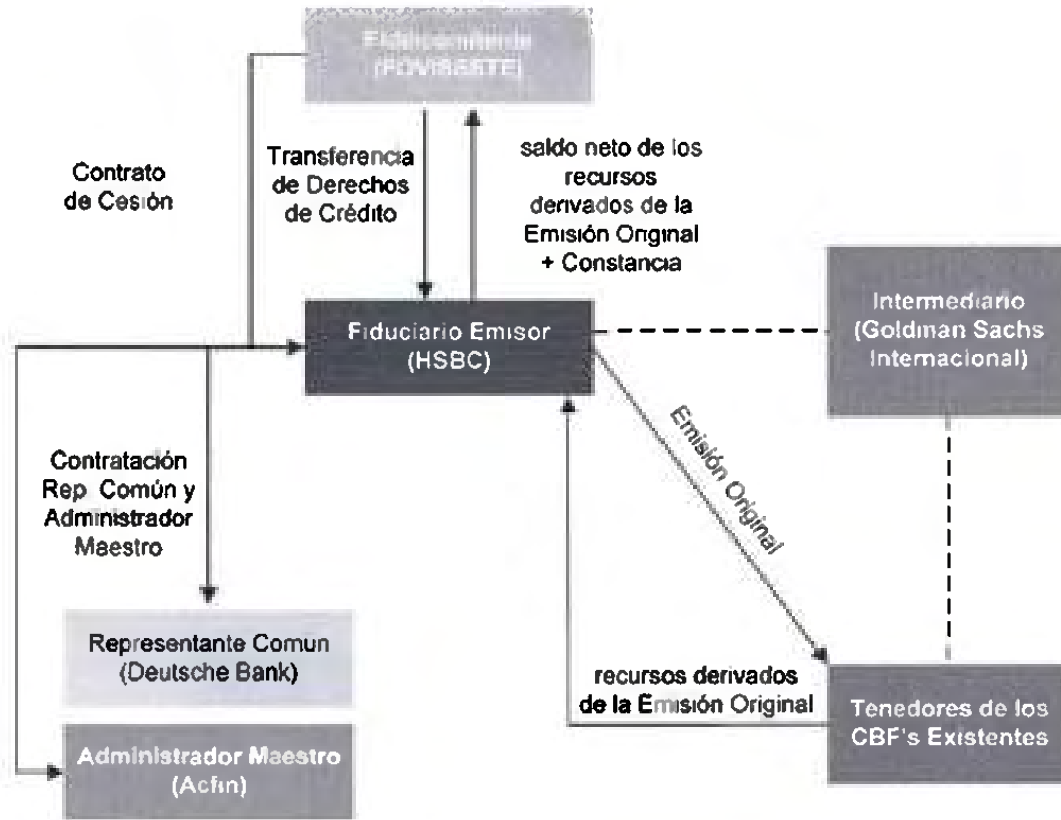 Fideicomitente
(FOVISSSTE)
Contrato
de Cesión
Transferencia
de Derechos
de Crédito
saldo neto de los
recursos
derivados de la
Emisión Original
+ Constancia
Fiduciario Emisor
(HSBC)
Intermediario
(Goldman Sachs
Internacional)
Emisión Original
Contratación
Rep Común y
Administrador
Maestro
Representante Comun
(Deutsche Bank)
Administrador Maestro
(Acfin)
recursos derivados
de la Emisión Original
Tenedores de los
CBF's Existentes